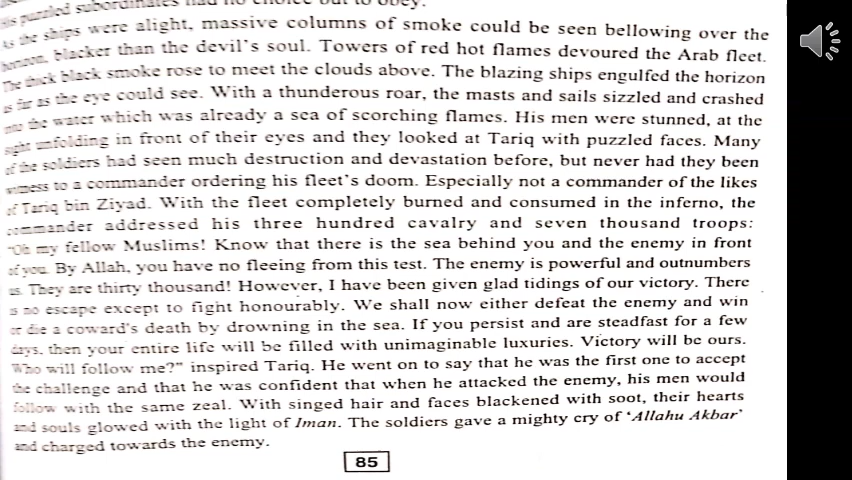 His puzzled subordinates had no choice but to obey.
As the ships were alight, massive columns of smoke could be seen bellowing over the
horizon, blacker than the devil's soul. Towers of red hot flames devoured the Arab fleet.
The thick black smoke rose to meet the clouds above. The blazing ships engulfed the horizon
as far as the eye could see. With a thunderous roar, the masts and sails sizzled and crashed
into the water which was already a sea of scorching flames. His men were stunned, at the
sight unfolding in front of their eyes and they looked at Tariq with puzzled faces. Many
of the soldiers had seen much destruction and devastation before, but never had they been
witness to a commander ordering his fleet's doom. Especially not a commander of the likes
of Tariq bin Ziyad. With the fleet completely burned and consumed in the inferno, the
commander addressed his three hundred cavalry and seven thousand troops:
"Oh my fellow Muslims! Know that there is the sea behind you and the enemy in front
of you. By Allah, you have no fleeing from this test. The enemy is powerful and outnumbers
us. They are thirty thousand! However, I have been given glad tidings of our victory. There
is no escape except to fight honourably. We shall now either defeat the enemy and win
or die a coward's death by drowning in the sea. If you persist and are steadfast for a few
days, then your entire life will be filled with unimaginable luxuries. Victory will be ours.
Who will follow me?" inspired Tariq. He went on to say that he was the first one to accept
the challenge and that he was confident that when he attacked the enemy, his men would
follow with the same zeal. With singed hair and faces blackened with soot, their hearts
and souls glowed with the light of Iman. The soldiers gave a mighty cry of 'Allahu Akbar'
and charged towards the enemy.
85